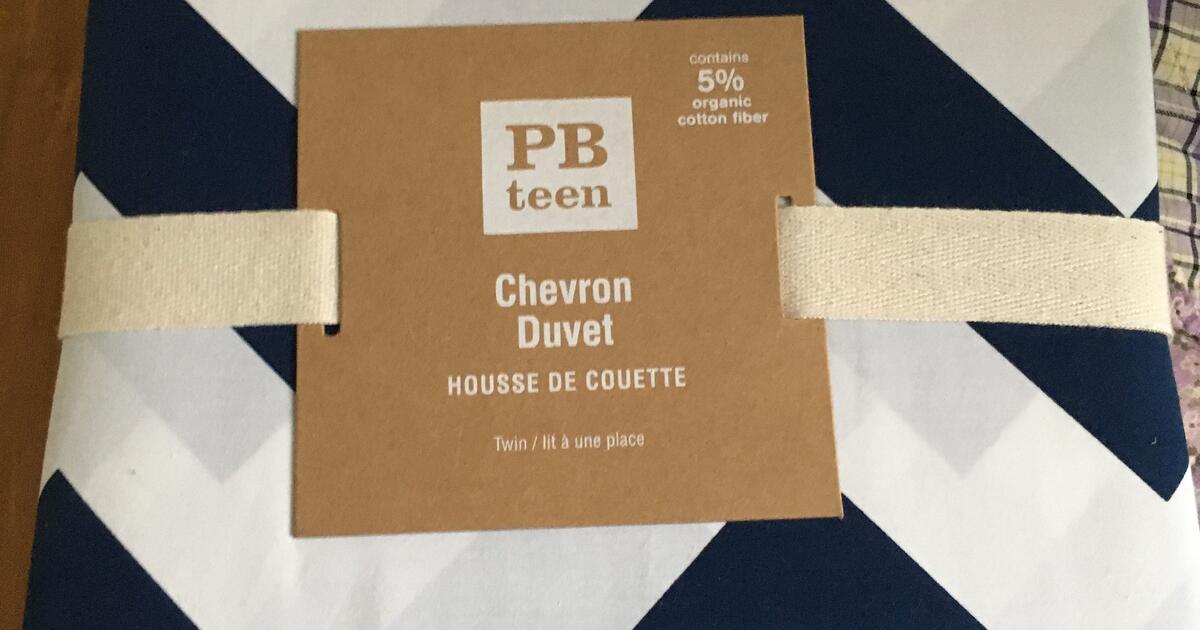 contains
5%
organic
cotton fiber
PB
teen
Chevron
Duvet
HOUSSE DE COUETTE
Twin / lit à une place